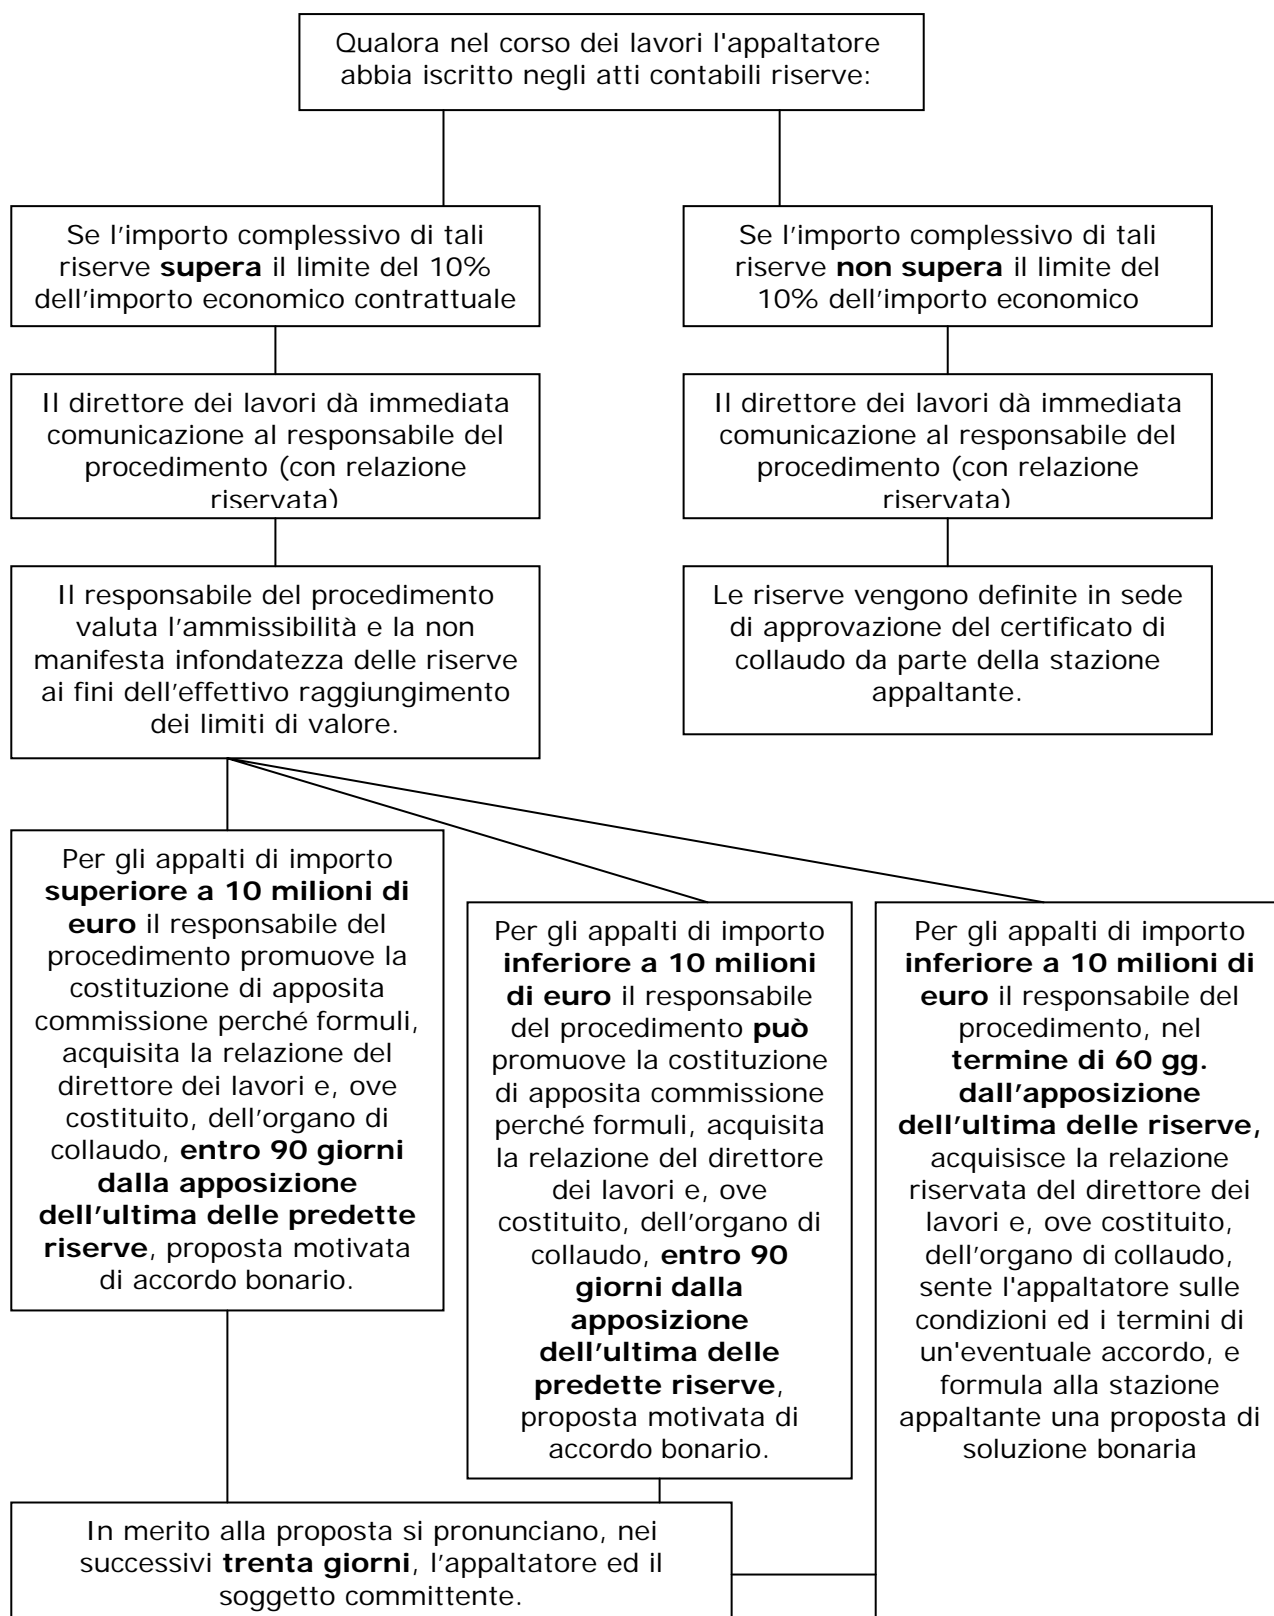 Qualora nel corso dei lavori l'appaltatore
abbia iscritto negli atti contabili riserve:
Se l’importo complessivo di tali
riserve supera il limite del 10%
dell’importo economico contrattuale
Se l’importo complessivo di tali
riserve non supera il limite del
10% dell’importo economico
Il direttore dei lavori dà immediata
comunicazione al responsabile del
procedimento (con relazione
riservata)
Il direttore dei lavori dà immediata
comunicazione al responsabile del
procedimento (con relazione
riservata)
Il responsabile del procedimento
valuta l’ammissibilità e la non
manifesta infondatezza delle riserve
ai fini dell’effettivo raggiungimento
dei limiti di valore.
Le riserve vengono definite in sede
di approvazione del certificato di
collaudo da parte della stazione
appaltante.
Per gli appalti di importo
superiore a 10 milioni di
euro il responsabile del
procedimento promuove la
costituzione di apposita
commissione perché formuli,
acquisita la relazione del
direttore dei lavori e, ove
costituito, dell’organo di
collaudo, entro 90 giorni
dalla apposizione
dell’ultima delle predette
riserve, proposta motivata
di accordo bonario.
Per gli appalti di importo
inferiore a 10 milioni
di euro il responsabile
del procedimento può
promuove la costituzione
di apposita commissione
perché formuli, acquisita
la relazione del direttore
dei lavori e, ove
costituito, dell’organo di
collaudo, entro 90
giorni dalla
apposizione
dell’ultima delle
predette riserve,
proposta motivata di
accordo bonario.
Per gli appalti di importo
inferiore a 10 milioni di
euro il responsabile del
procedimento, nel
termine di 60 gg.
dall’apposizione
dell’ultima delle riserve,
acquisisce la relazione
riservata del direttore dei
lavori e, ove costituito,
dell’organo di collaudo,
sente l'appaltatore sulle
condizioni ed i termini di
un'eventuale accordo, e
formula alla stazione
appaltante una proposta di
soluzione bonaria
In merito alla proposta si pronunciano, nei
successivi trenta giorni, l’appaltatore ed il
soggetto committente.